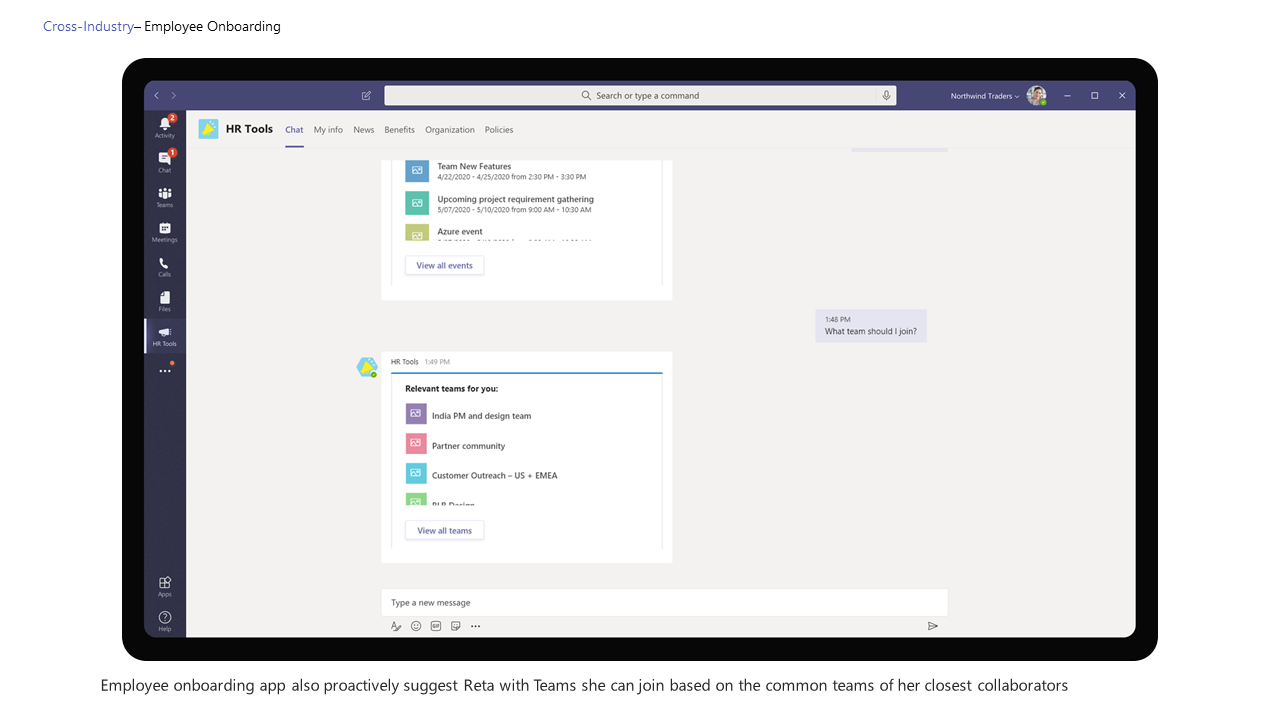 Cross-Industry– Employee Onboarding
Search or type a command
Northwind Traders
2
Activity
1
Chat
Teams
Meetings
Calls
Files
HR Tools
Apps
Help
HR Tools
Chat My info News Benefits Organization Policies
Team New Features
4/22/2020 - 4/25/2020 from 2:30 PM - 3:30 PM
Upcoming project requirement gathering
5/07/2020 - 5/10/2020 from 9:00 AM - 10:30 AM
Azure event
View all events
1:48 PM
What team should I join?
HR Tools 1:49 PM
Relevant teams for you:
India PM and design team
Partner community
Customer Outreach – US + EMEA
Design
View all teams
Type a new message
GIF
Employee onboarding app also proactively suggest Reta with Teams she can join based on the common teams of her closest collaborators